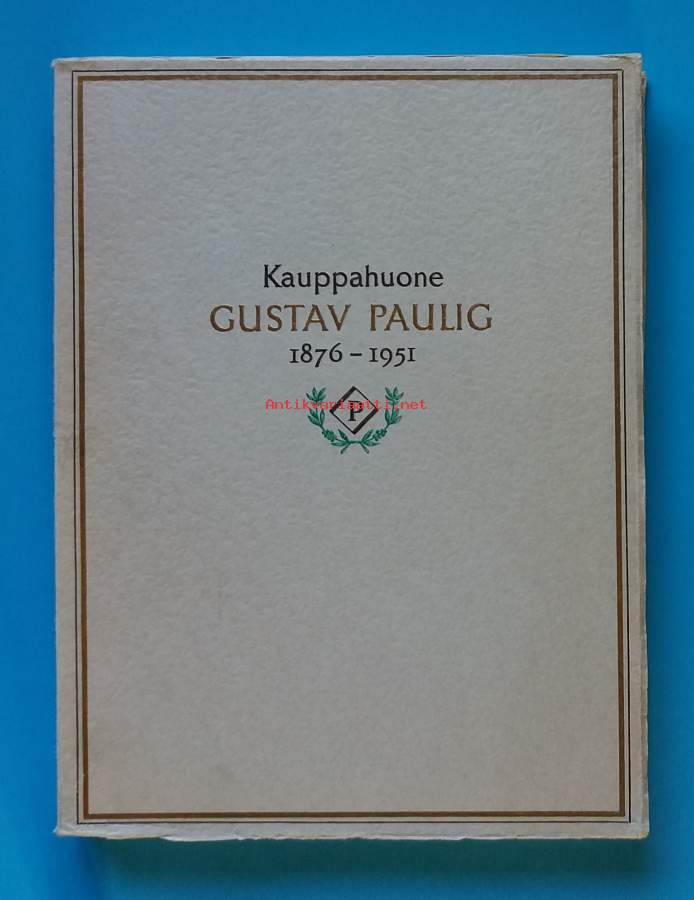 Kauppahuone
GUSTAV PAULIG
1876 – 1951
Antikvariaatti.net
P